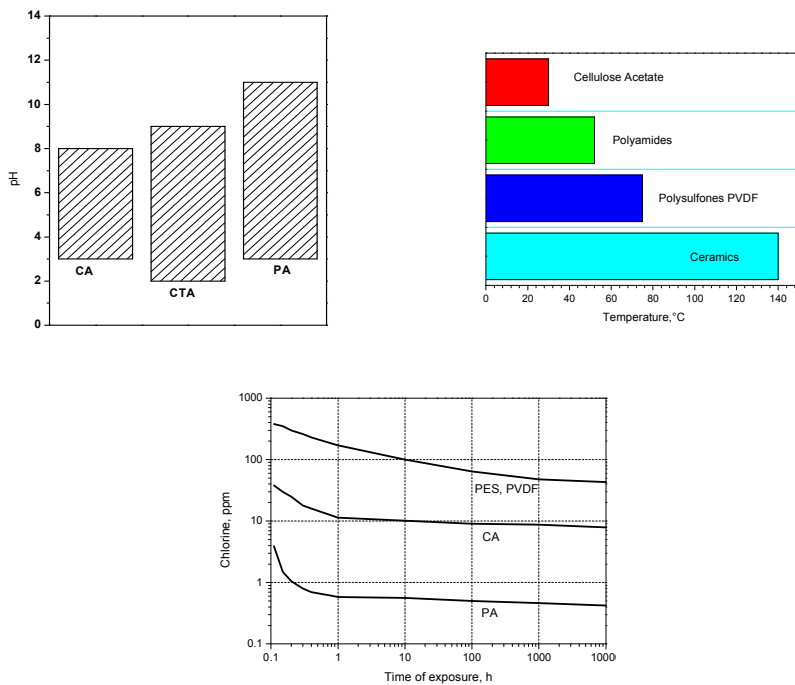 14
12
10
8
6
4
2
0
pH
CA
CTA
PA
Cellulose Acetate
Polyamides
Polysulfones PVDF
Ceramics
0 20 40 60 80 100 120 140
Temperature,°C
1000
100
10
1
0.1
Chlorine, ppm
PES, PVDF
CA
PA
0.1 1 10 100 1000 1000
Time of exposure, h